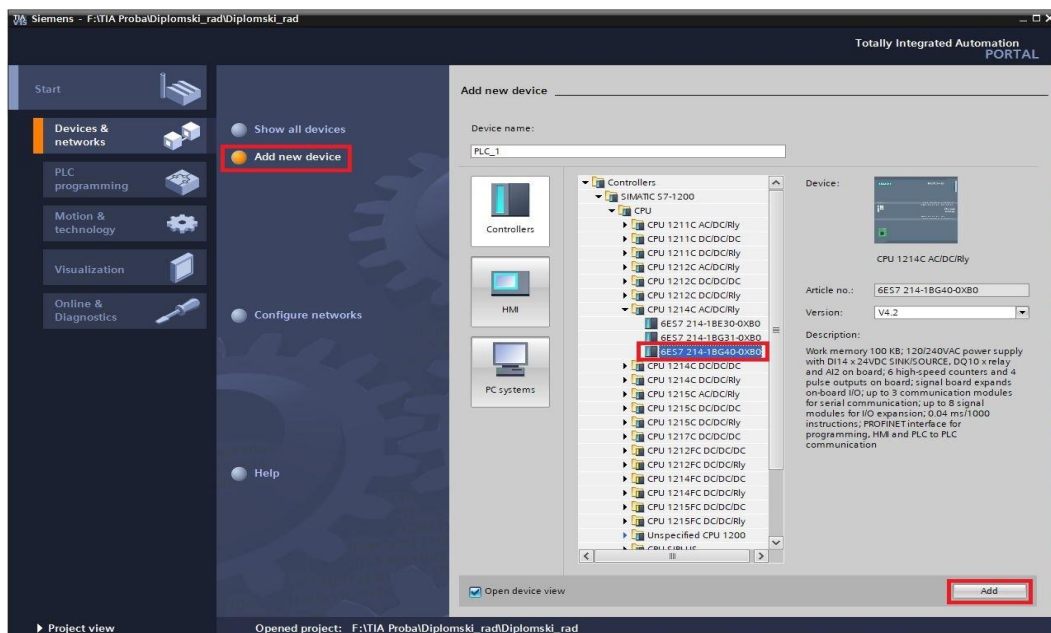 Siemens - F:\TIA Proba\Diplomski_rad\Diplomski_rad
Totally Integrated Automation
PORTAL
Start
Devices &
networks
PLC
programming
Motion &
technology
Visualization
Online &
Diagnostics
Show all devices
Add new device
Configure networks
Help
Add new device
Device name:
PLC_1
Controllers
HMI
PC systems
Controllers
SIMATIC S7-1200
CPU
CPU 1211C AC/DC/Rly
CPU 1211C DC/DC/DC
CPU 1211C DC/DC/Rly
CPU 1212C AC/DC/Rly
CPU 1212C DC/DC/DC
CPU 1212C DC/DC/Rly
CPU 1214C AC/DC/Rly
6ES7 214-1BE30-0XB0
6ES7 214-1BG31-0XB0
6ES7 214-1BG40-0XB0
CPU 1214C DC/DC/DC
CPU 1214C DC/DC/Rly
CPU 1215C AC/DC/Rly
CPU 1215C DC/DC/DC
CPU 1215C DC/DC/Rly
CPU 1217C DC/DC/DC
CPU 1212FC DC/DC/DC
CPU 1212FC DC/DC/Rly
CPU 1214FC DC/DC/DC
CPU 1214FC DC/DC/Rly
CPU 1215FC DC/DC/DC
CPU 1215FC DC/DC/Rly
Unspecified CPU 1200
CPU SIPLUS
Device:
CPU 1214C AC/DC/Rly
Article no.: 6ES7 214-1BG40-0XB0
Version: V4.2
Description:
Work memory 100 KB; 120/240VAC power supply
with DI14 x 24VDC SINK/SOURCE, DQ10 x relay
and AI2 on board; 6 high-speed counters and 4
pulse outputs on board; signal board expands
on-board I/O; up to 3 communication modules
for serial communication; up to 8 signal
modules for I/O expansion; 0.04 ms/1000
instructions; PROFINET interface for
programming, HMI and PLC to PLC
communication
Open device view
Add
Project view
Opened project: F:\TIA Proba\Diplomski_rad\Diplomski_rad